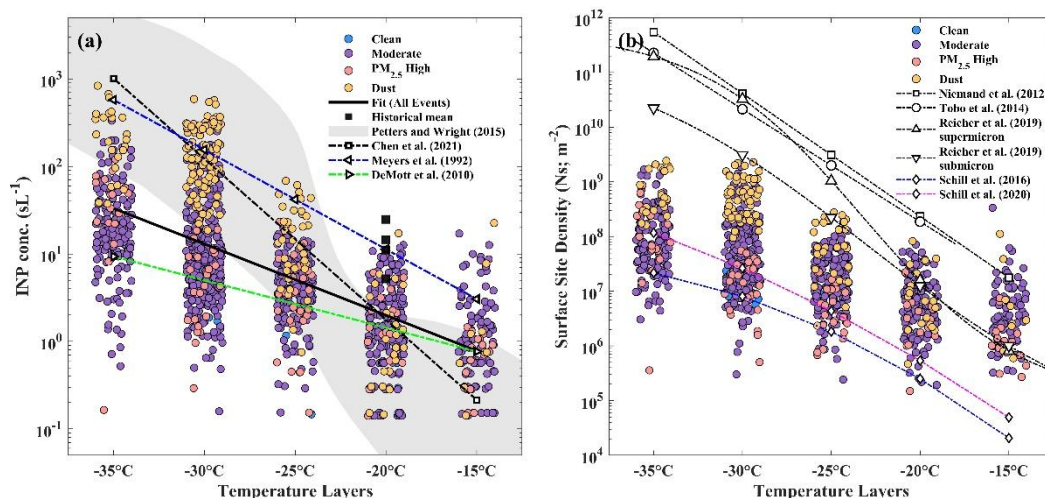 (a)
Clean
Moderate
PM2.5 High
Dust
Fit (All Events)
Historical mean
Petters and Wright (2015)
Chen et al. (2021)
Meyers et al. (1992)
DeMott et al. (2010)
INP conc. (sL-1)
10^3
10^2
10^1
10^0
10^-1
-35°C
-30°C
-25°C
-20°C
-15°C
Temperature Layers
(b)
Clean
Moderate
PM2.5 High
Dust
Niemand et al. (2012
Tobo et al. (2014)
Reicher et al. (2019)
supermicron
Reicher et al. (2019)
submicron
Schill et al. (2016)
Schill et al. (2020)
Surface Site Density (Ns; m-2)
10^12
10^11
10^10
10^9
10^8
10^7
10^6
10^5
10^4
-35°C
-30°C
-25°C
-20°C
-15°C
Temperature Layers